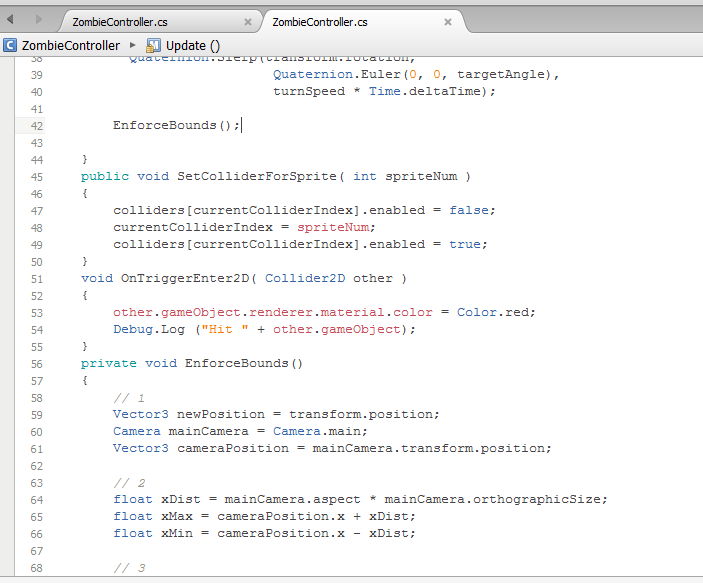 ZombieController.cs × ZombieController.cs ×
C ZombieController ▸ Update ()
38 Quaternion.Slerp(transform.rotation,
39 Quaternion.Euler(0, 0, targetAngle),
40 turnSpeed * Time.deltaTime);
41
42 EnforceBounds();
43
44 }
45 public void SetColliderForSprite( int spriteNum )
46 {
47 colliders[currentColliderIndex].enabled = false;
48 currentColliderIndex = spriteNum;
49 colliders[currentColliderIndex].enabled = true;
50 }
51 void OnTriggerEnter2D( Collider2D other )
52 {
53 other.gameObject.renderer.material.color = Color.red;
54 Debug.Log ("Hit " + other.gameObject);
55 }
56 private void EnforceBounds()
57 {
58 // 1
59 Vector3 newPosition = transform.position;
60 Camera mainCamera = Camera.main;
61 Vector3 cameraPosition = mainCamera.transform.position;
62
63 // 2
64 float xDist = mainCamera.aspect * mainCamera.orthographicSize;
65 float xMax = cameraPosition.x + xDist;
66 float xMin = cameraPosition.x - xDist;
67
68 // 3